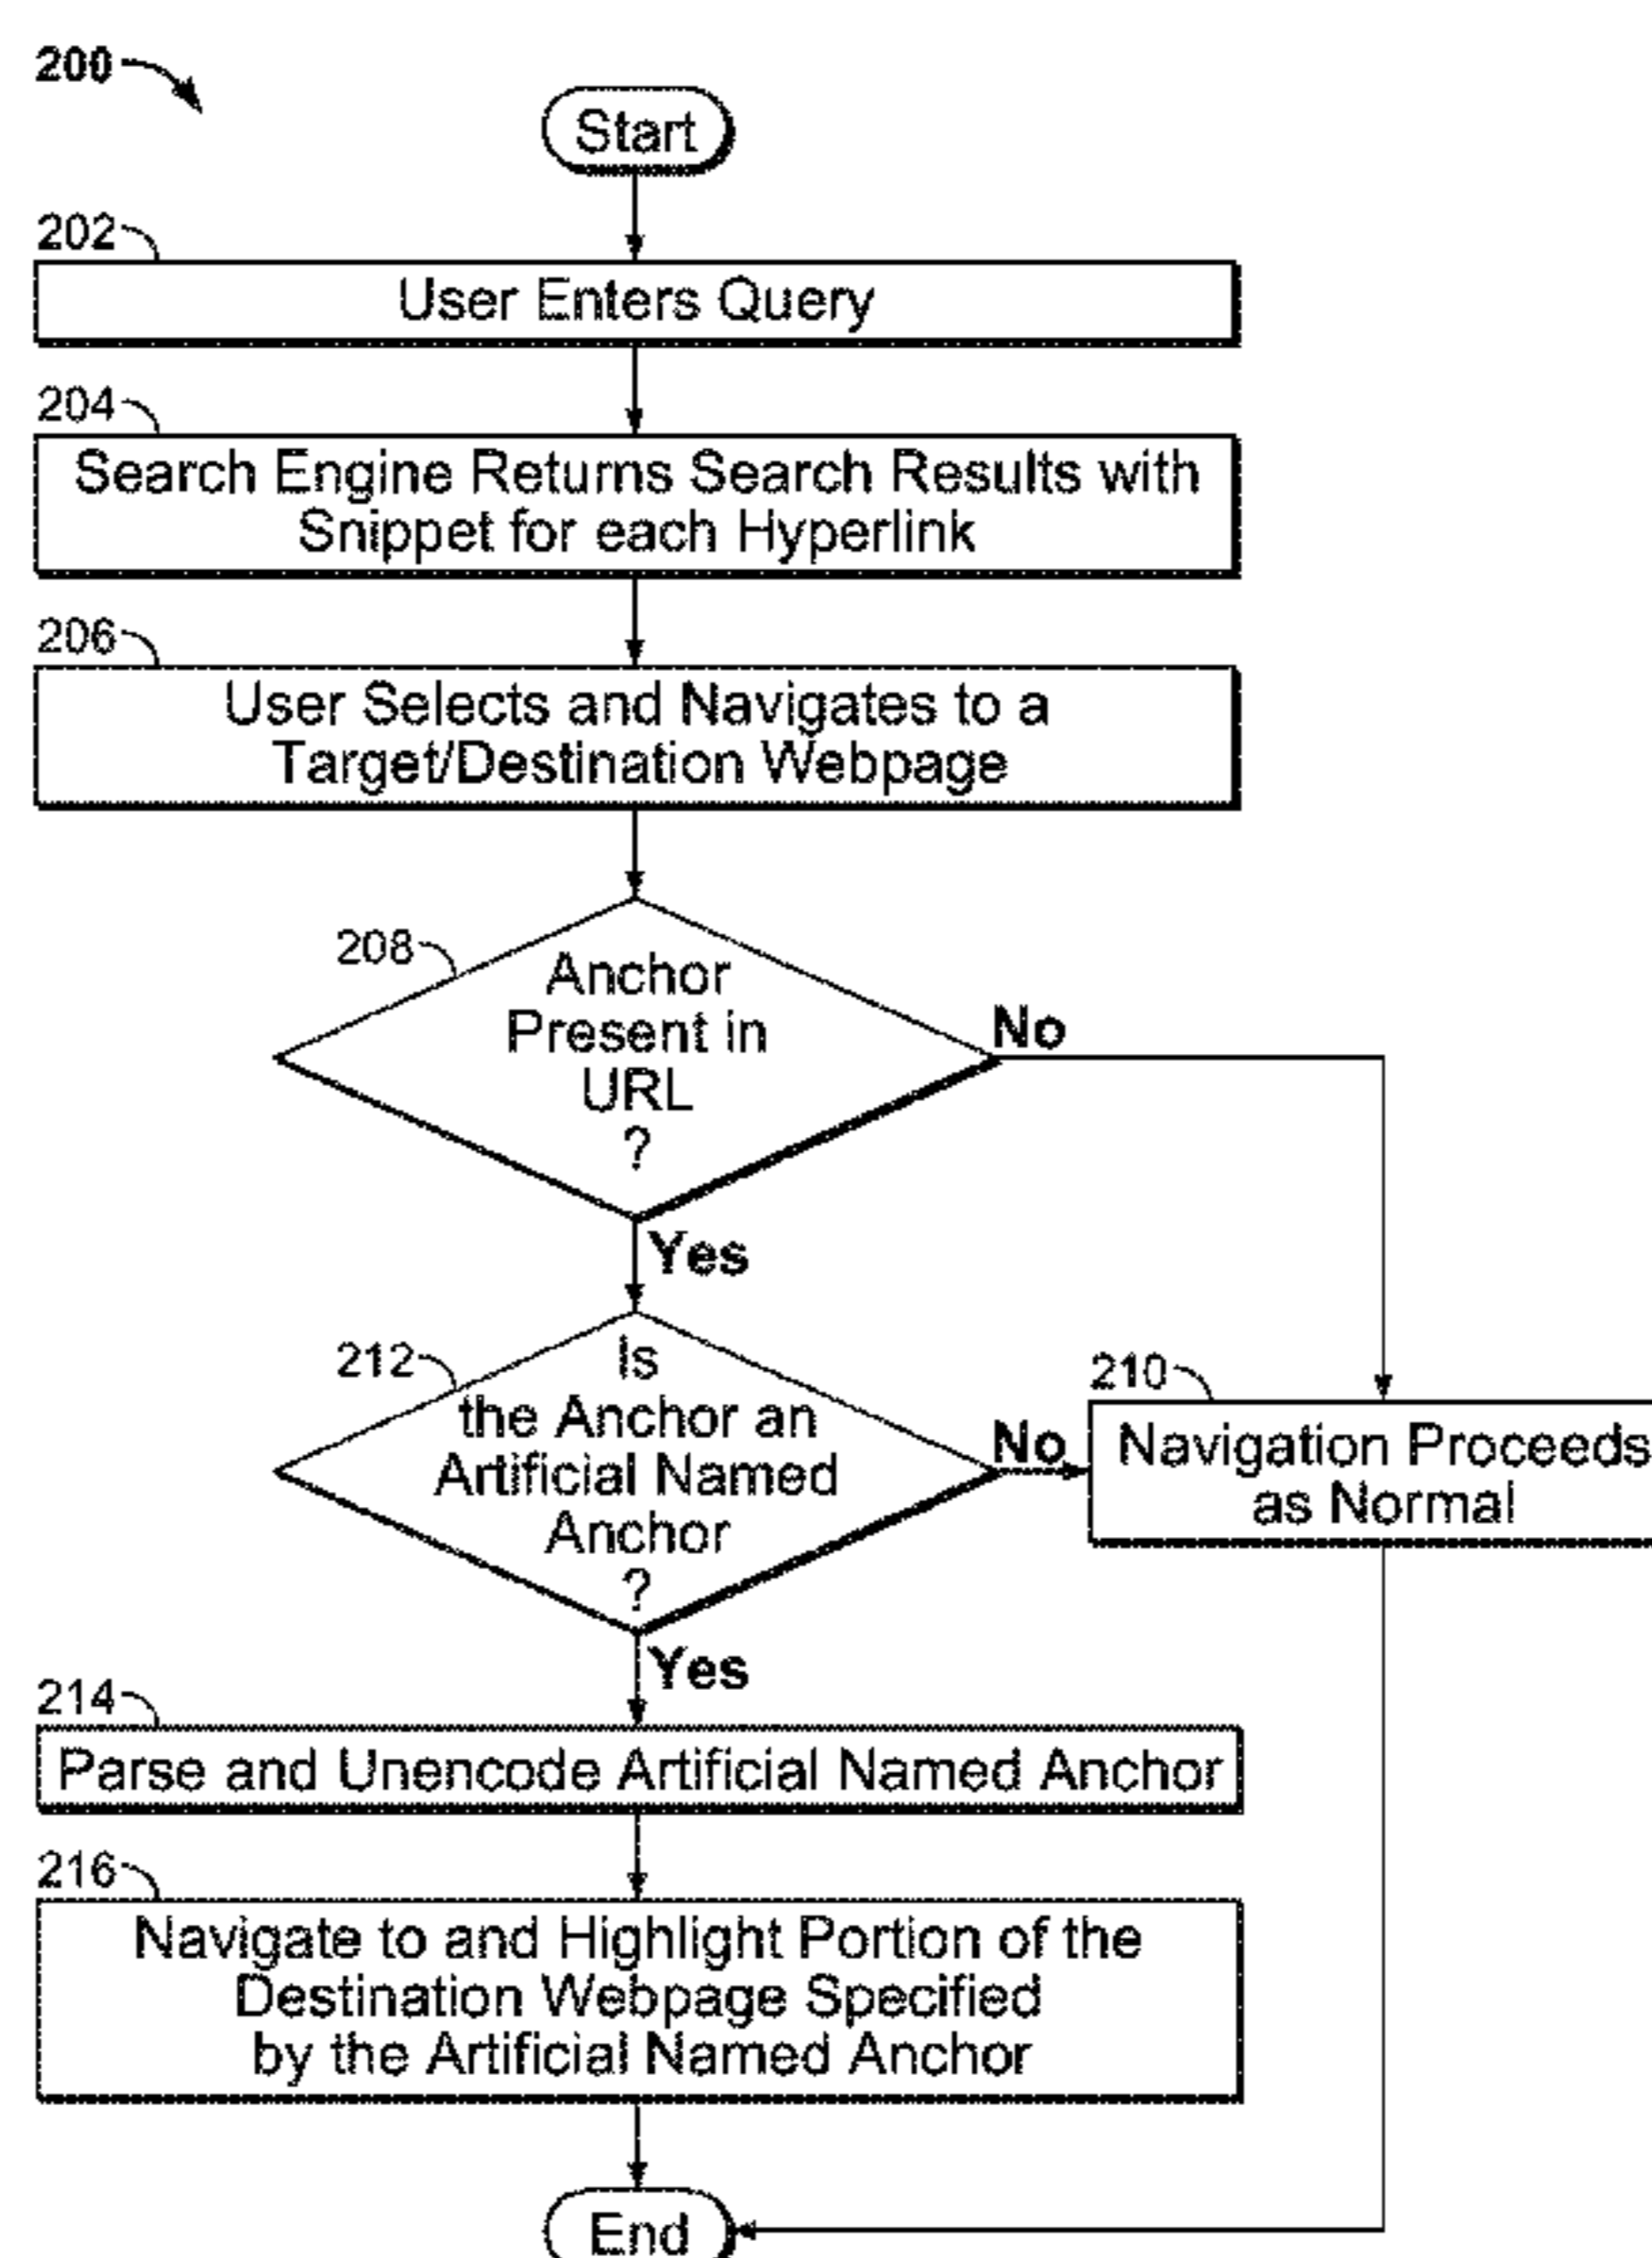 200
Start
202
User Enters Query
204
Search Engine Returns Search Results with
Snippet for each Hyperlink
206
User Selects and Navigates to a
Target/Destination Webpage
208
Anchor
Present in
URL
?
No
Yes
212
Is
the Anchor an
Artificial Named
Anchor
?
No
210
Navigation Proceeds
as Normal
Yes
214
Parse and Unencode Artificial Named Anchor
216
Navigate to and Highlight Portion of the
Destination Webpage Specified
by the Artificial Named Anchor
End